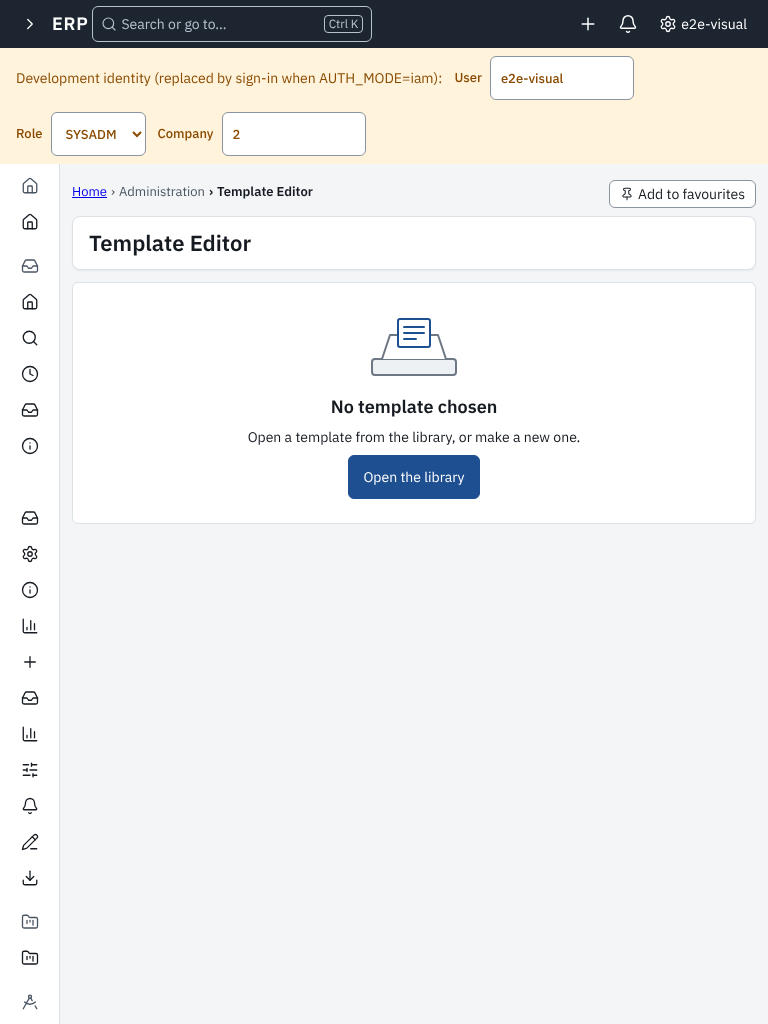 ERP
Search or go to...
Ctrl K
e2e-visual
Development identity (replaced by sign-in when AUTH_MODE=iam):
User
e2e-visual
Role
SYSADM
Company
2
Home › Administration › Template Editor
Add to favourites
Template Editor
No template chosen
Open a template from the library, or make a new one.
Open the library